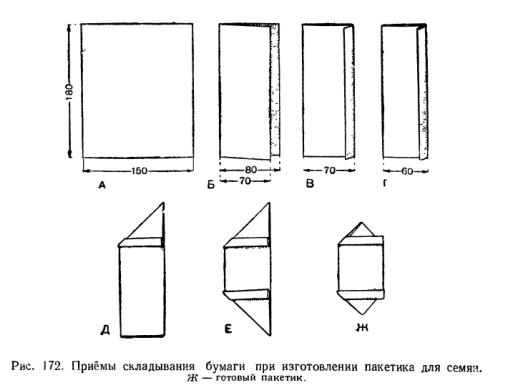 180
150
А
80
70
Б
70
В
60
Г
Д
Е
Ж
Рис. 172. Приёмы складывания бумаги при изготовлении пакетика для семян.
Ж — готовый пакетик.